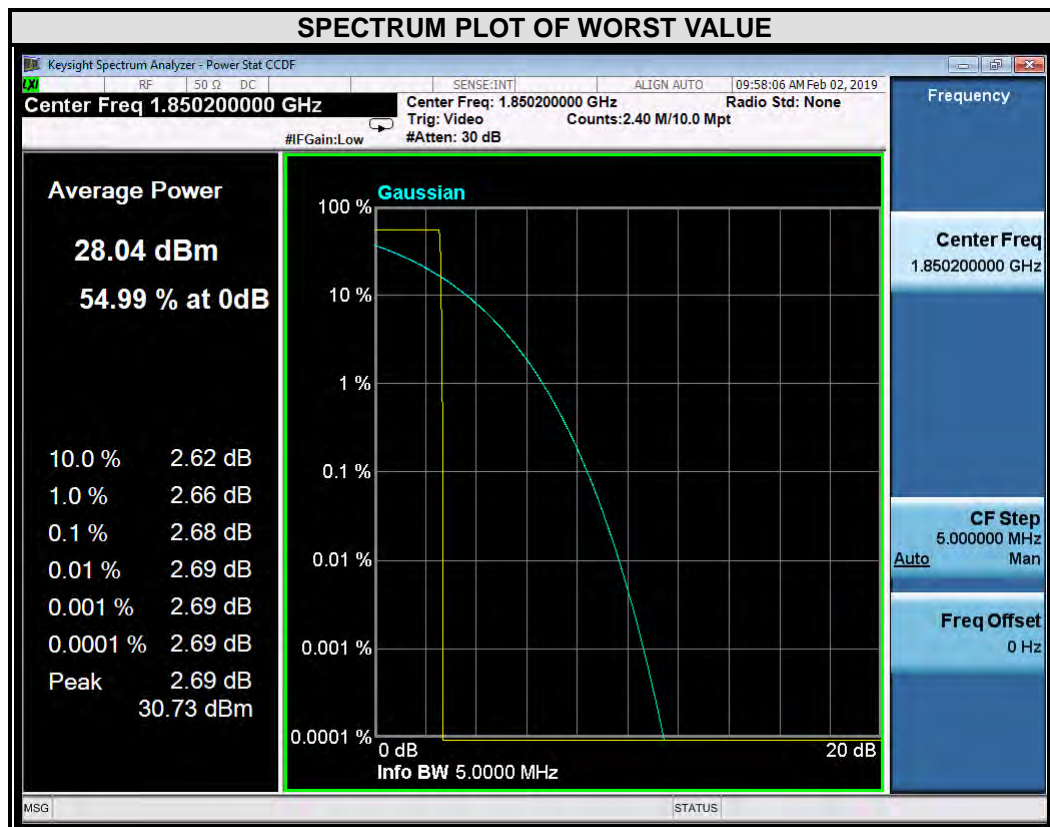 SPECTRUM PLOT OF WORST VALUE
Keysight Spectrum Analyzer - Power Stat CCDF
LXI RF 50 Ω DC SENSE:INT ALIGN AUTO 09:58:06 AM Feb 02, 2019
Center Freq 1.850200000 GHz
Center Freq: 1.850200000 GHz Radio Std: None
Trig: Video Counts:2.40 M/10.0 Mpt
#IFGain:Low #Atten: 30 dB
Frequency
Average Power
28.04 dBm
54.99 % at 0dB
10.0 % 2.62 dB
1.0 % 2.66 dB
0.1 % 2.68 dB
0.01 % 2.69 dB
0.001 % 2.69 dB
0.0001 % 2.69 dB
Peak 2.69 dB
30.73 dBm
Gaussian
100 %
10 %
1 %
0.1 %
0.01 %
0.001 %
0.0001 %
0 dB 20 dB
Info BW 5.0000 MHz
Center Freq
1.850200000 GHz
CF Step
5.000000 MHz
Auto Man
Freq Offset
0 Hz
MSG STATUS